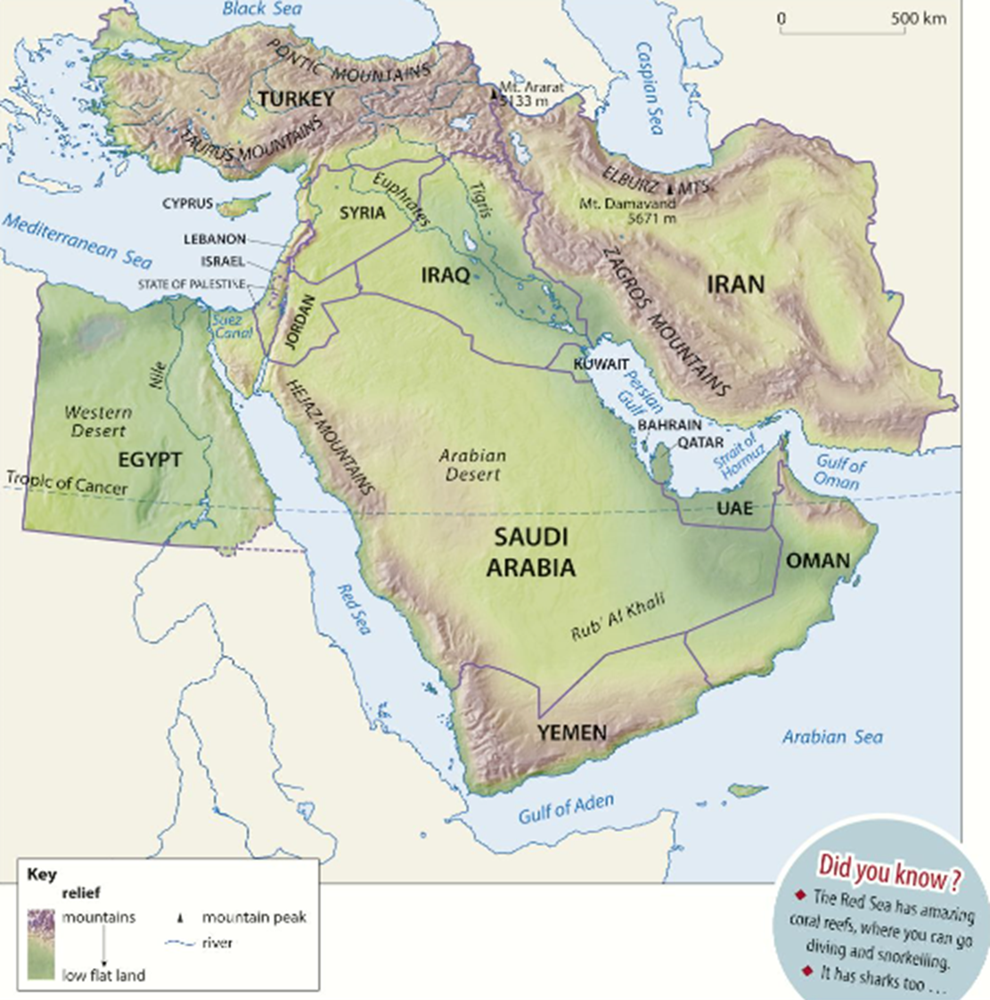 Black Sea
0 500 km
PONTIC MOUNTAINS
Caspian Sea
Mt. Ararat
5133 m
TURKEY
TAURUS MOUNTAINS
ELBURZ MTS.
Mt. Damavand
5671 m
CYPRUS
Euphrates
Tigris
SYRIA
Mediterranean Sea
LEBANON
ISRAEL
STATE OF PALESTINE
IRAQ
ZAGROS MOUNTAINS
IRAN
JORDAN
Suez
Canal
Nile
KUWAIT
Persian
Gulf
HEJAZ MOUNTAINS
Western
Desert
BAHRAIN
QATAR
Strait of
Hormuz
EGYPT
Arabian
Desert
Gulf of
Oman
Tropic of Cancer
UAE
SAUDI
ARABIA
OMAN
Red Sea
Rub' Al Khali
YEMEN
Arabian Sea
Gulf of Aden
Key
relief
mountains
mountain peak
river
low flat land
Did you know?
◆ The Red Sea has amazing
coral reefs, where you can go
diving and snorkelling.
◆ It has sharks too ...